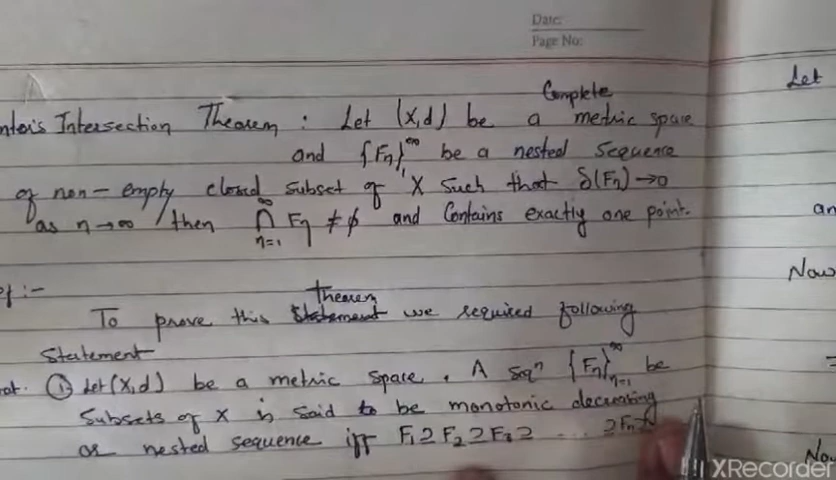 Date:
Page No:
Complete
ntor's Intersection Theorem : Let (X,d) be a metric space
and {Fn}∞1 be a nested sequence
of non-empty closed subset of X such that δ(Fn)→0
as n→∞ then ∞∩n=1 Fn ≠ ϕ and Contains exactly one point.
of :-
Theorem
To prove this Statement we required following
Statement
① Let (X,d) be a metric space. A sqn {Fn}∞n=1 be
Subsets of X is said to be monotonic decreasing
or nested sequence iff F1⊇F2⊇F3⊇ ... ⊇Fn
Let
an
Now
=
Now
XRecorder